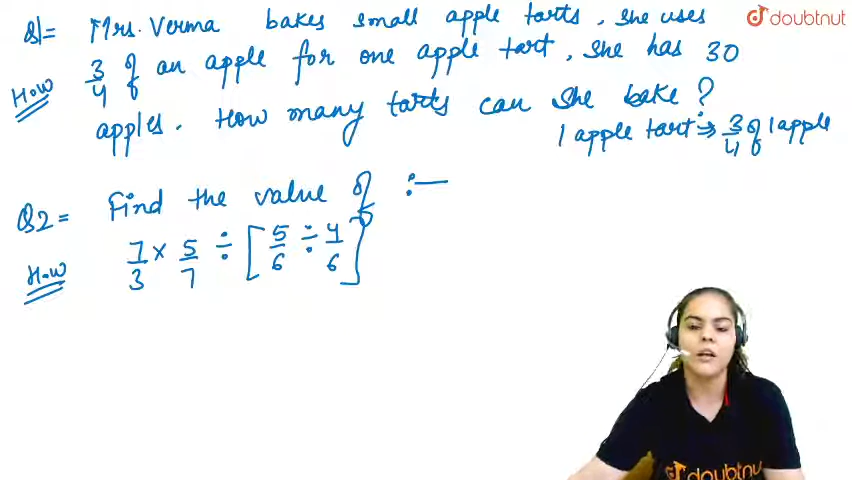 doubtnut
Q1= Mrs. Verma bakes small apple tarts, She uses
H.W 3/4 of an apple for one apple tart, She has 30
apples. How many tarts can she bake?
1 apple tart ⇒ 3/4 of 1 apple
Q2= Find the value of :-
H.W 7/3 × 5/7 ÷ [5/6 ÷ 4/6]
doubtnut